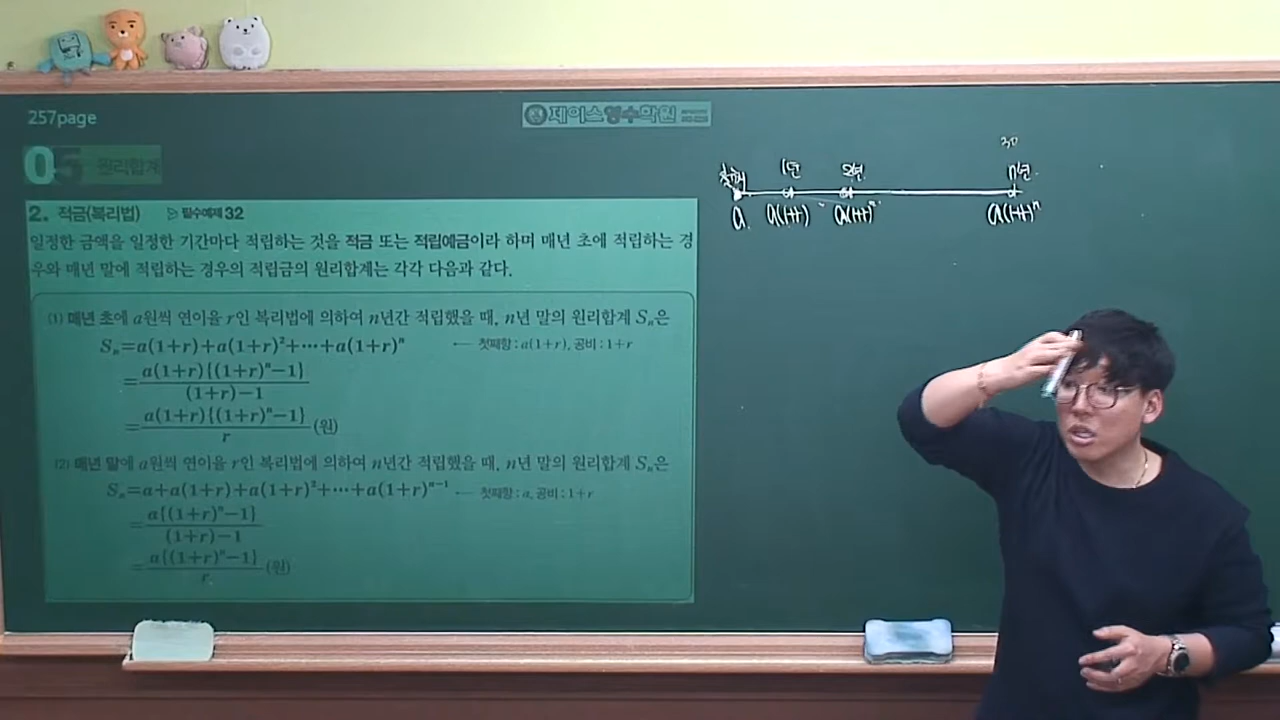 257page
제이스영수학원
05 원리합계
2. 적금(복리법) ▷ 필수예제 32
일정한 금액을 일정한 기간마다 적립하는 것을 적금 또는 적립예금이라 하며 매년 초에 적립하는 경
우와 매년 말에 적립하는 경우의 적립금의 원리합계는 각각 다음과 같다.
(1) 매년 초에 a원씩 연이율 r인 복리법에 의하여 n년간 적립했을 때, n년 말의 원리합계 Sₙ은
Sₙ=a(1+r)+a(1+r)²+⋯+a(1+r)ⁿ ← 첫째항 : a(1+r), 공비 : 1+r
=a(1+r){(1+r)ⁿ−1}/(1+r)−1
=a(1+r){(1+r)ⁿ−1}/r (원)
(2) 매년 말에 a원씩 연이율 r인 복리법에 의하여 n년간 적립했을 때, n년 말의 원리합계 Sₙ은
Sₙ=a+a(1+r)+a(1+r)²+⋯+a(1+r)ⁿ⁻¹ ← 첫째항 : a, 공비 : 1+r
=a{(1+r)ⁿ−1}/(1+r)−1
=a{(1+r)ⁿ−1}/r (원)
1년 2년 n년
a a(1+r)
a(1+r)ⁿ